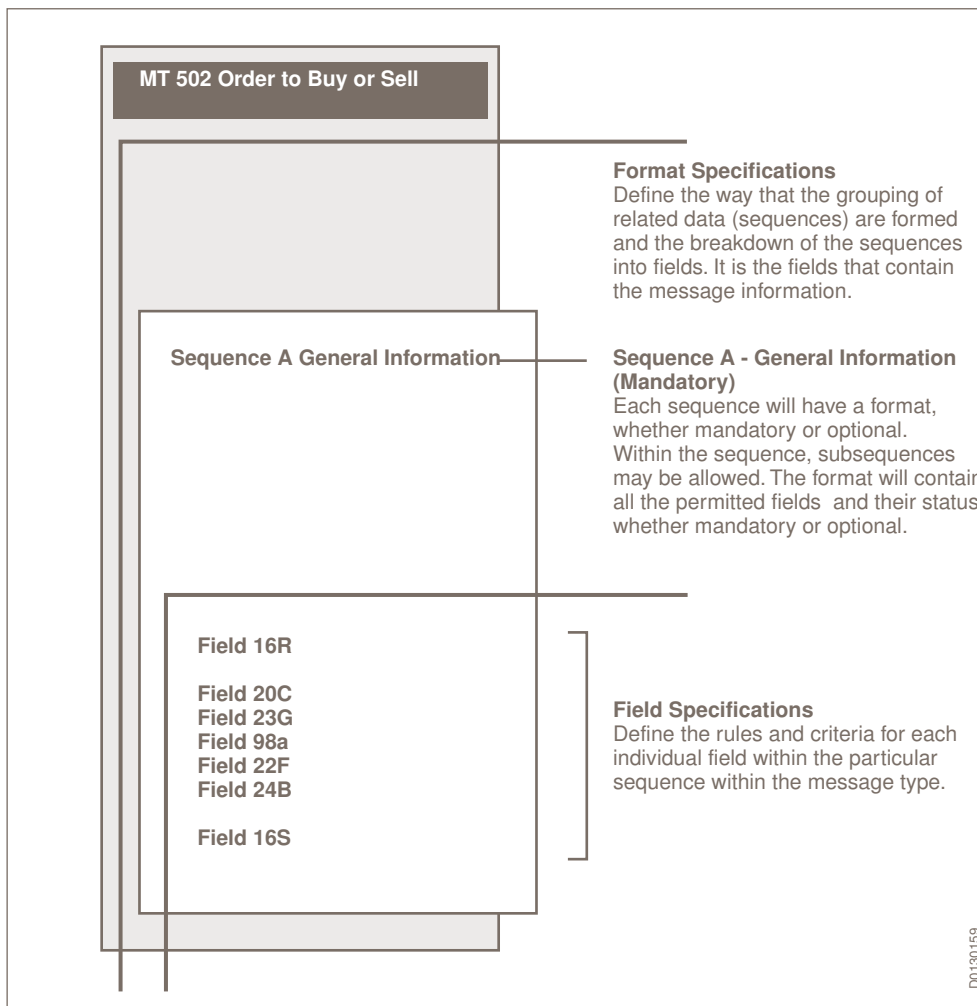 MT 502 Order to Buy or Sell
Format Specifications
Define the way that the grouping of
related data (sequences) are formed
and the breakdown of the sequences
into fields. It is the fields that contain
the message information.
Sequence A General Information
Sequence A - General Information
(Mandatory)
Each sequence will have a format,
whether mandatory or optional.
Within the sequence, subsequences
may be allowed. The format will contain
all the permitted fields and their status
whether mandatory or optional.
Field 16R
Field 20C
Field 23G
Field 98a
Field 22F
Field 24B
Field 16S
Field Specifications
Define the rules and criteria for each
individual field within the particular
sequence within the message type.
D0130159